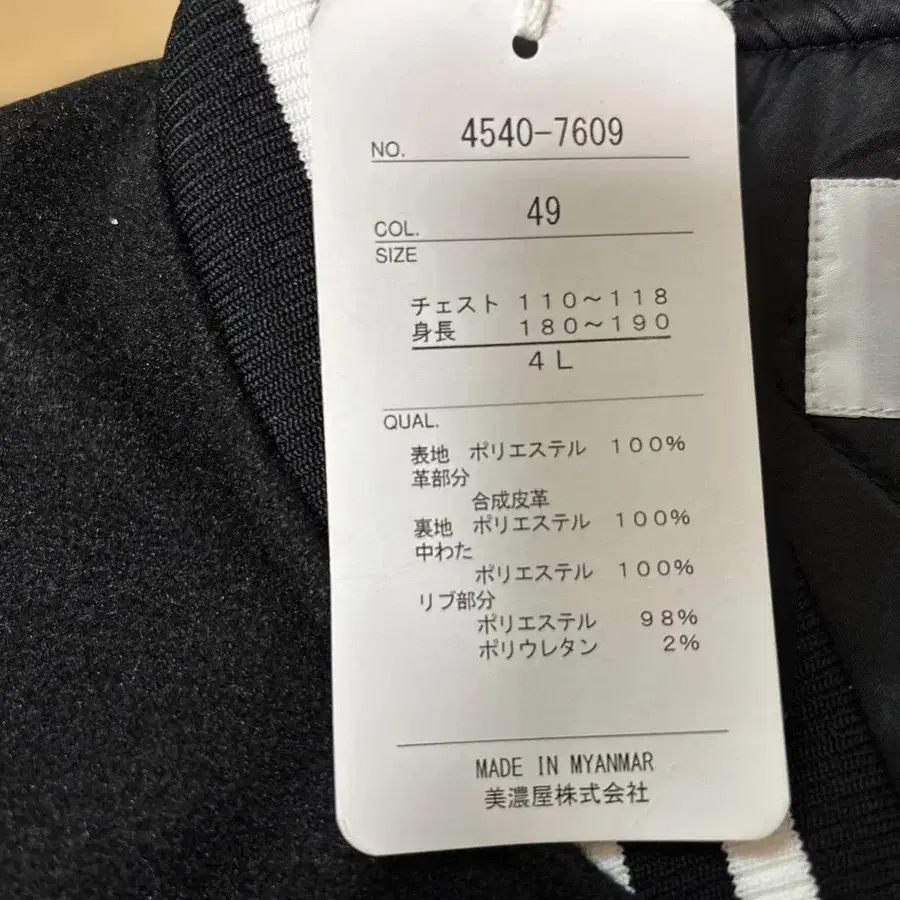 NO. 4540-7609
COL. 49
SIZE
チェスト 110～118
身長 180～190
4L
QUAL.
表地 ポリエステル 100%
革部分
合成皮革
裏地 ポリエステル 100%
中わた
ポリエステル 100%
リブ部分
ポリエステル 98%
ポリウレタン 2%
MADE IN MYANMAR
美濃屋株式会社